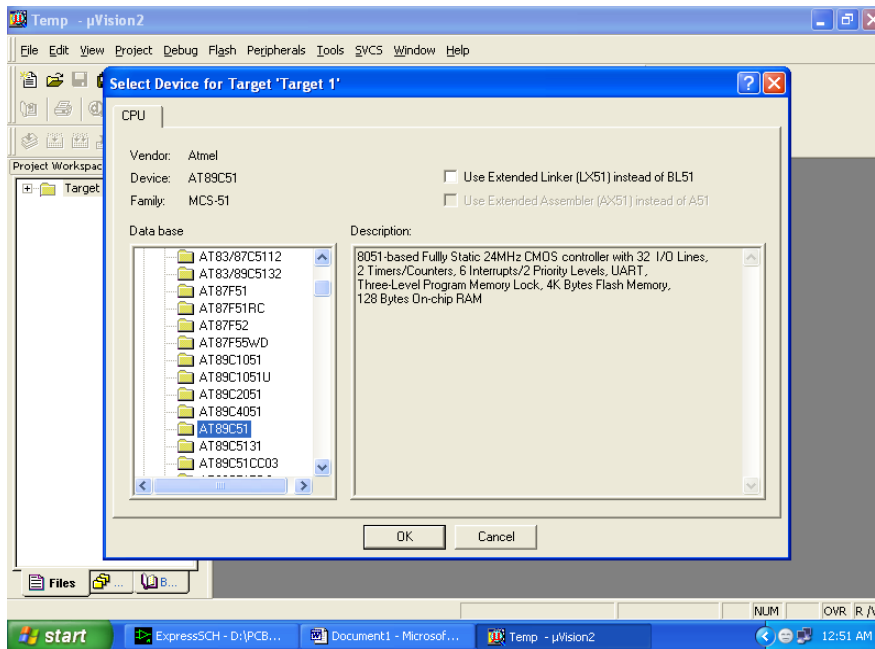 Temp - µVision2
File Edit View Project Debug Flash Peripherals Tools SVCS Window Help
Select Device for Target 'Target 1'
CPU
Vendor: Atmel
Device: AT89C51
Family: MCS-51
Use Extended Linker (LX51) instead of BL51
Use Extended Assembler (AX51) instead of A51
Project Workspac
Target
Data base
AT83/87C5112
AT83/89C5132
AT87F51
AT87F51RC
AT87F52
AT87F55WD
AT89C1051
AT89C1051U
AT89C2051
AT89C4051
AT89C51
AT89C5131
AT89C51CC03
Description:
8051-based Fullly Static 24MHz CMOS controller with 32 I/O Lines,
2 Timers/Counters, 6 Interrupts/2 Priority Levels, UART,
Three-Level Program Memory Lock, 4K Bytes Flash Memory,
128 Bytes On-chip RAM
OK Cancel
Files ... B...
NUM OVR R /
start ExpressSCH - D:\PCB... Document1 - Microsof... Temp - µVision2 12:51 AM